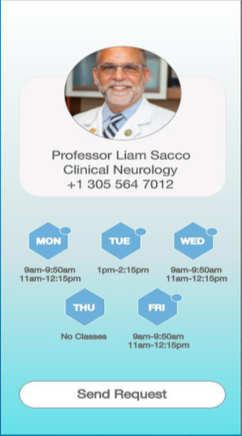 Professor Liam Sacco
Clinical Neurology
+1 305 564 7012
MON TUE WED
9am-9:50am 1pm-2:15pm 9am-9:50am
11am-12:15pm 11am-12:15pm
THU FRI
No Classes 9am-9:50am
11am-12:15pm
Send Request